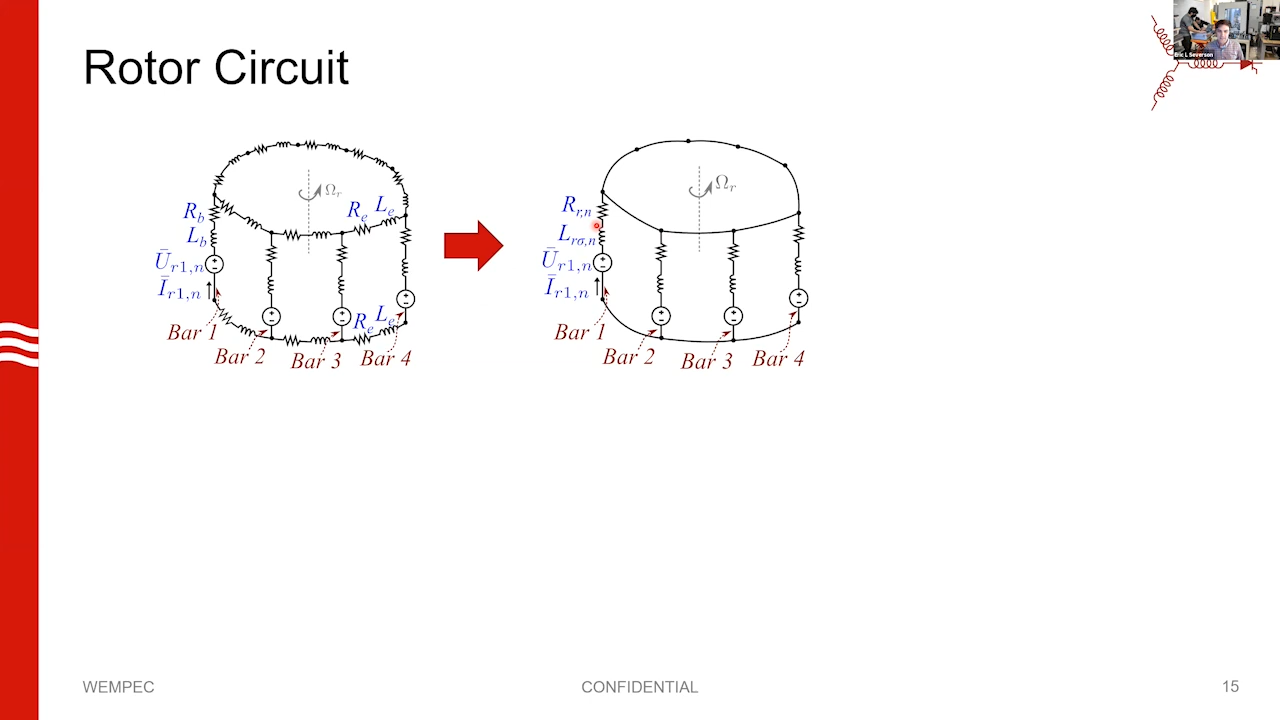 Eric L Severson
Rotor Circuit
Ω_r
R_b
L_b
Ū_{r1,n}
Ī_{r1,n}
R_e L_e
R_e L_e
Bar 1
Bar 2
Bar 3
Bar 4
Ω_r
R_{r,n}
L_{rσ,n}
Ū_{r1,n}
Ī_{r1,n}
Bar 1
Bar 2
Bar 3
Bar 4
WEMPEC
CONFIDENTIAL
15